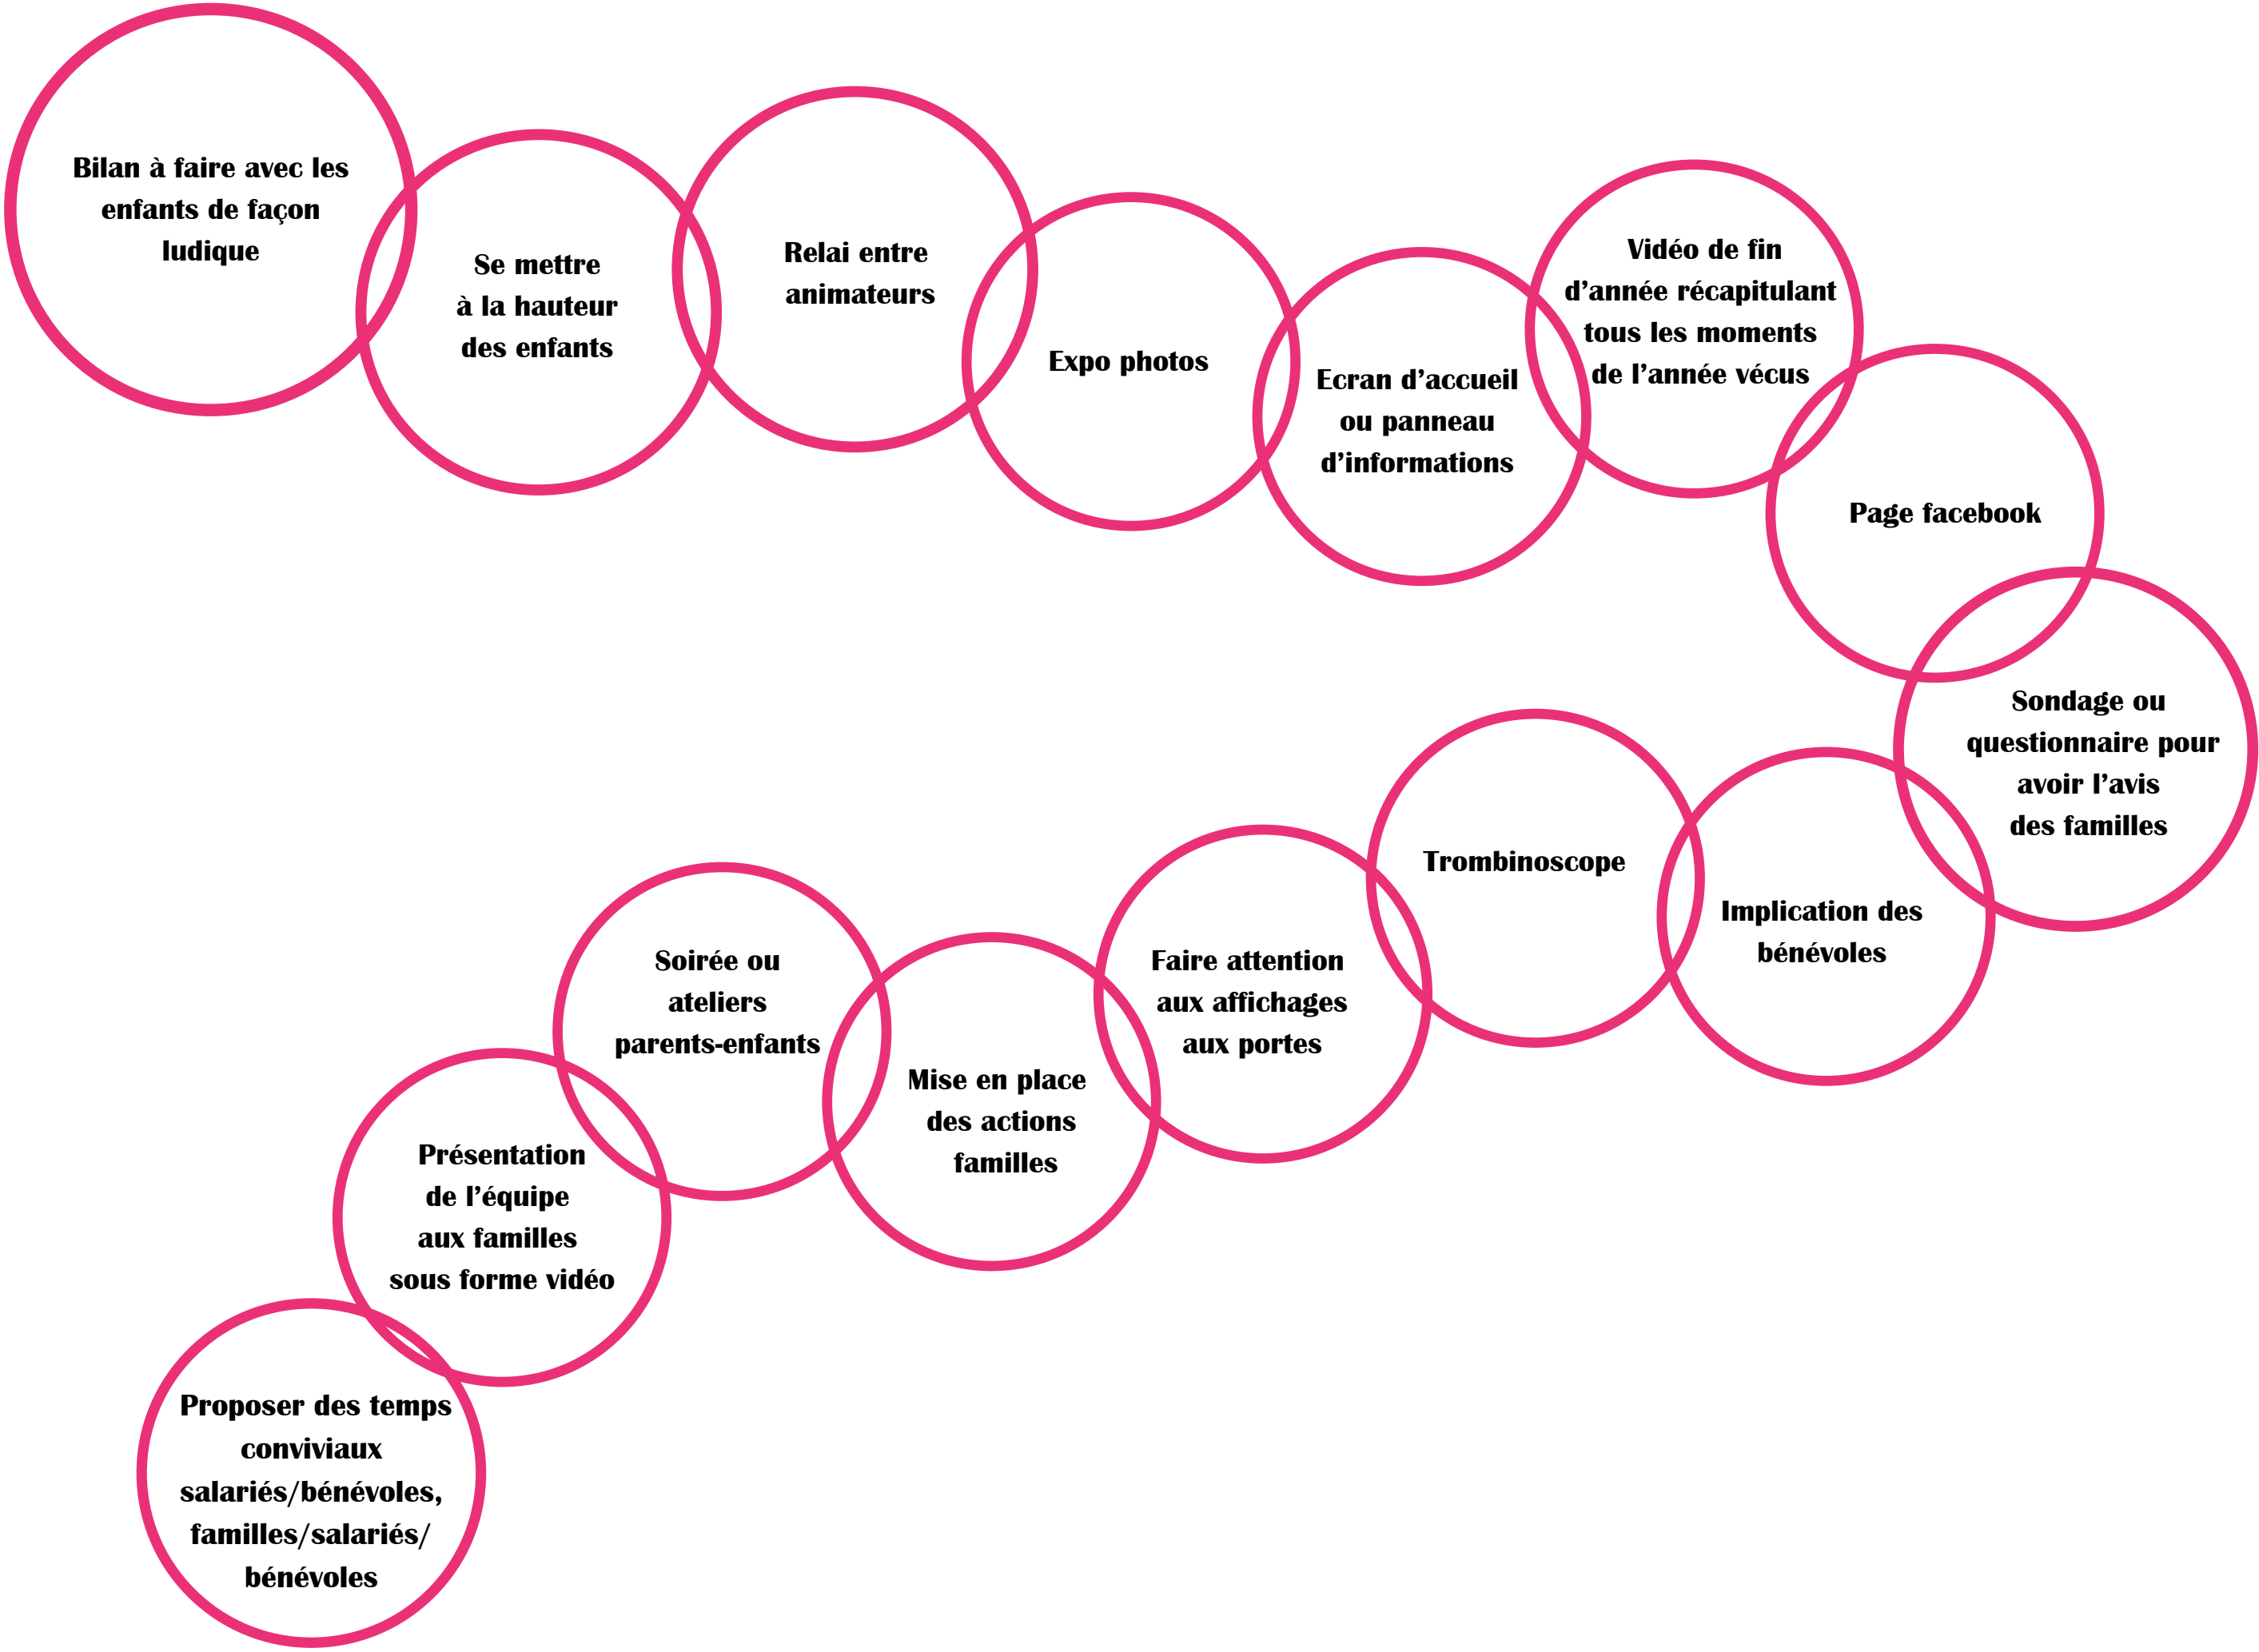 Bilan à faire avec les
enfants de façon
ludique
Se mettre
à la hauteur
des enfants
Relai entre
animateurs
Expo photos
Ecran d’accueil
ou panneau
d’informations
Vidéo de fin
d’année récapitulant
tous les moments
de l’année vécus
Page facebook
Sondage ou
questionnaire pour
avoir l’avis
des familles
Implication des
bénévoles
Trombinoscope
Faire attention
aux affichages
aux portes
Mise en place
des actions
familles
Soirée ou
ateliers
parents-enfants
Présentation
de l’équipe
aux familles
sous forme vidéo
Proposer des temps
conviviaux
salariés/bénévoles,
familles/salariés/
bénévoles